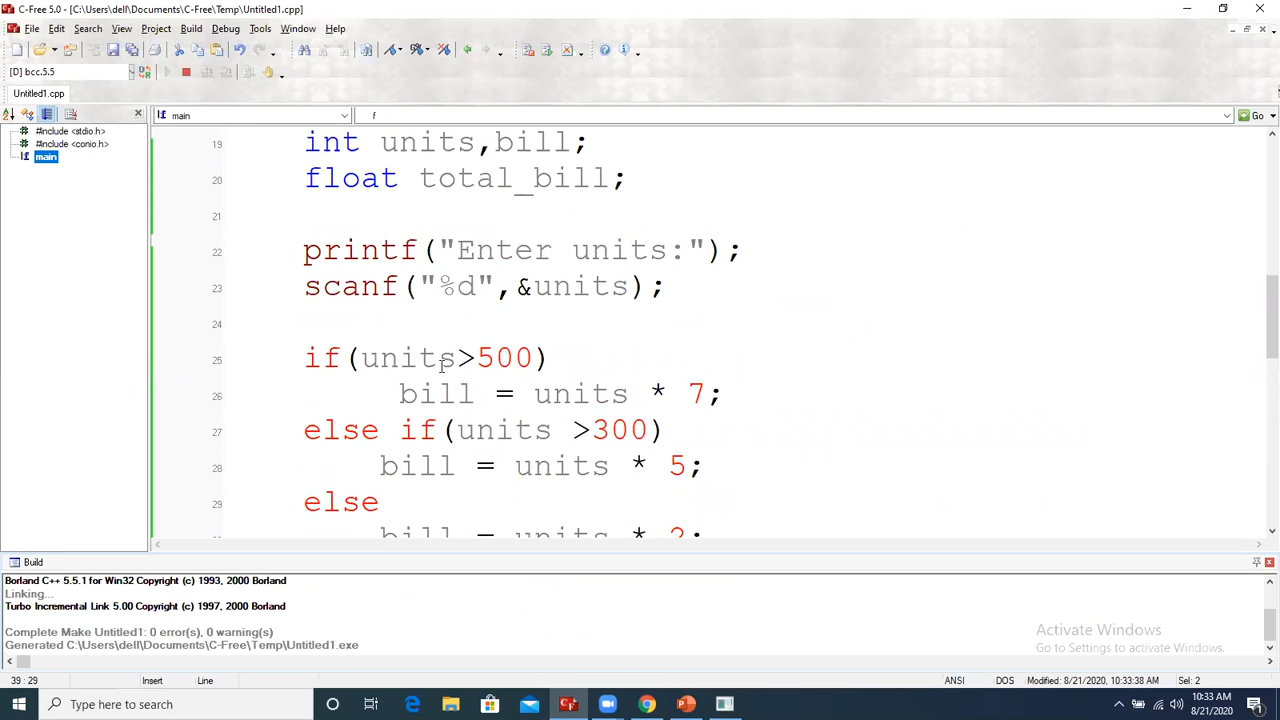 C-Free 5.0 - [C:\Users\dell\Documents\C-Free\Temp\Untitled1.cpp]
File Edit Search View Project Build Debug Tools Window Help
[D] bcc.5.5
Untitled1.cpp
main f Go
#include <stdio.h>
#include <conio.h>
main
19 int units,bill;
20 float total_bill;
21
22 printf("Enter units:");
23 scanf("%d",&units);
24
25 if(units>500)
26 bill = units * 7;
27 else if(units >300)
28 bill = units * 5;
29 else
bill = units * 2;
Build
Borland C++ 5.5.1 for Win32 Copyright (c) 1993, 2000 Borland
Linking...
Turbo Incremental Link 5.00 Copyright (c) 1997, 2000 Borland
Complete Make Untitled1: 0 error(s), 0 warning(s)
Generated C:\Users\dell\Documents\C-Free\Temp\Untitled1.exe
Activate Windows
Go to Settings to activate Windows.
39 : 29 Insert Line ANSI DOS Modified: 8/21/2020, 10:33:38 AM Sel: 2
Type here to search
10:33 AM
8/21/2020